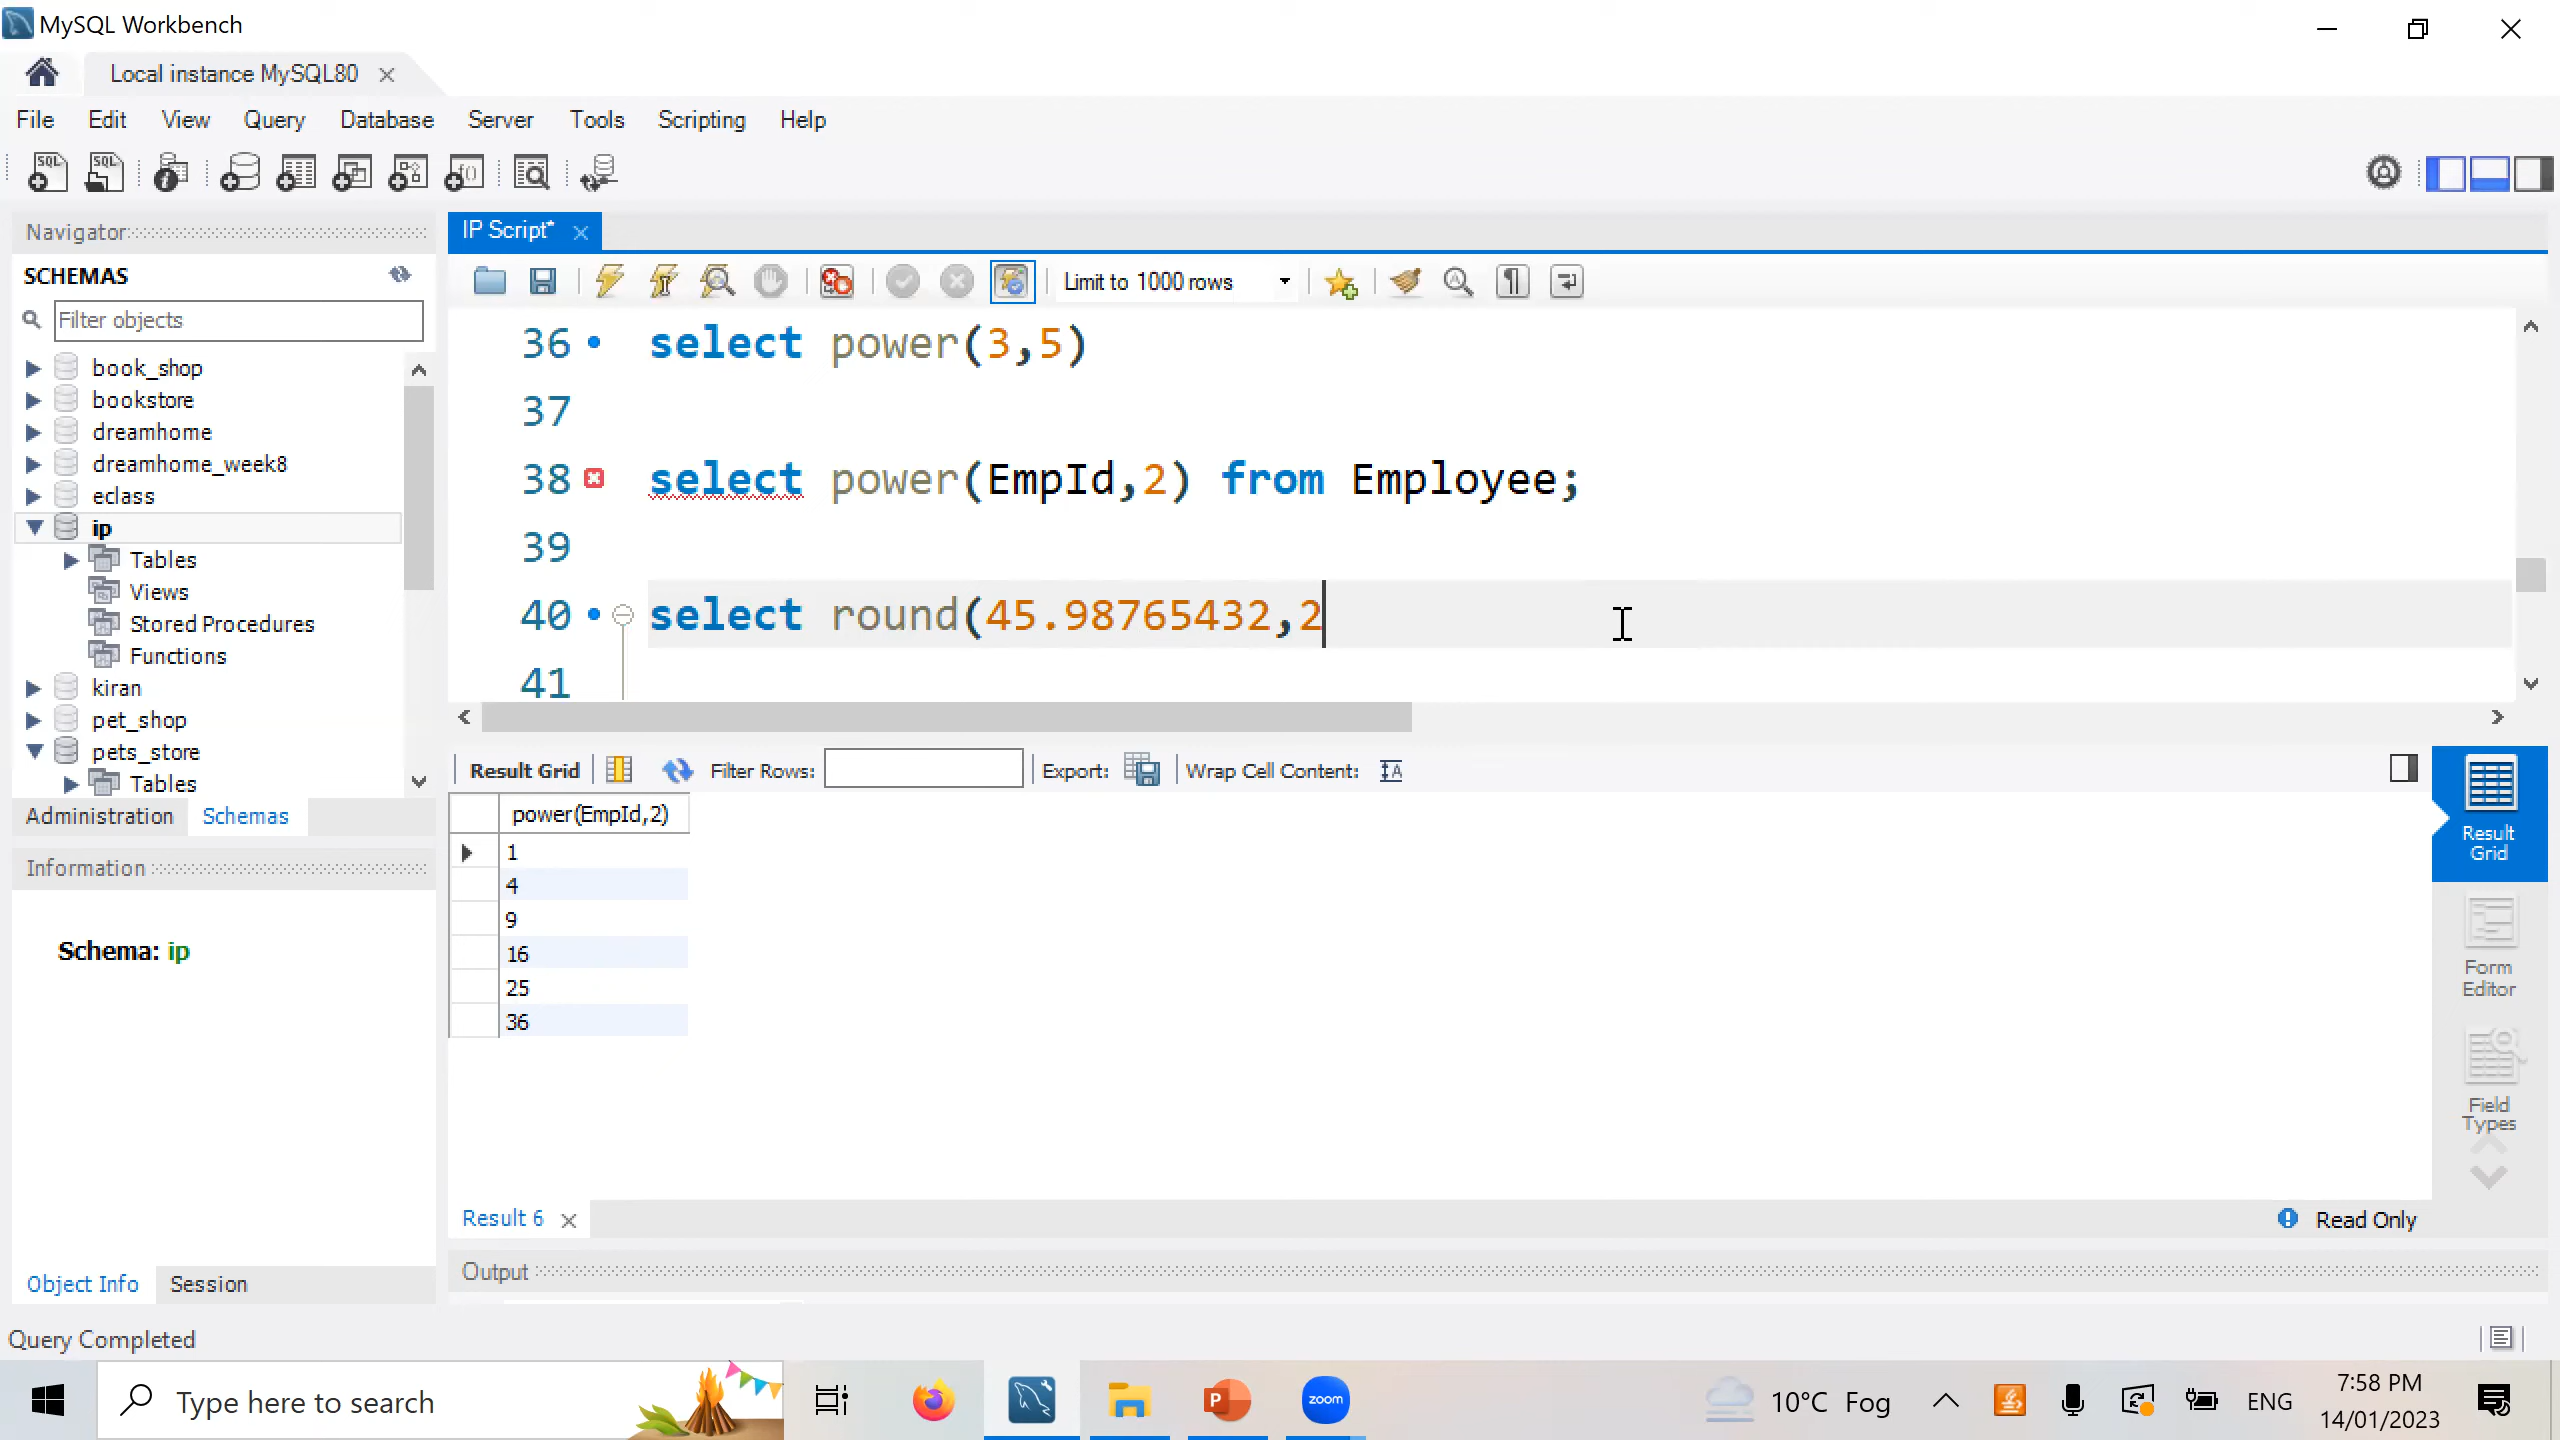 MySQL Workbench
Local instance MySQL80
File Edit View Query Database Server Tools Scripting Help
Navigator
SCHEMAS
Filter objects
book_shop
bookstore
dreamhome
dreamhome_week8
eclass
ip
Tables
Views
Stored Procedures
Functions
kiran
pet_shop
pets_store
Tables
Administration Schemas
Information
Schema: ip
Object Info Session
IP Script*
Limit to 1000 rows
36 select power(3,5)
37
38 select power(EmpId,2) from Employee;
39
40 select round(45.98765432,2
41
Result Grid Filter Rows: Export: Wrap Cell Content:
power(EmpId,2)
1
4
9
16
25
36
Result Grid
Form Editor
Field Types
Result 6
Read Only
Output
Query Completed
Type here to search
zoom
10°C Fog
ENG
7:58 PM
14/01/2023